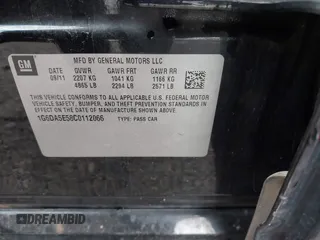 GM
MFD BY GENERAL MOTORS LLC
DATE GVWR GAWR FRT GAWR RR
09/11 2207 KG 1041 KG 1166 KG
4865 LB 2294 LB 2571 LB
THIS VEHICLE CONFORMS TO ALL APPLICABLE U.S. FEDERAL MOTOR
VEHICLE SAFETY, BUMPER, AND THEFT PREVENTION STANDARDS
IN EFFECT ON THE DATE OF MANUFACTURE SHOWN ABOVE.
1G6DA5E58C0112066 TYPE: PASS CAR
DREAMBID